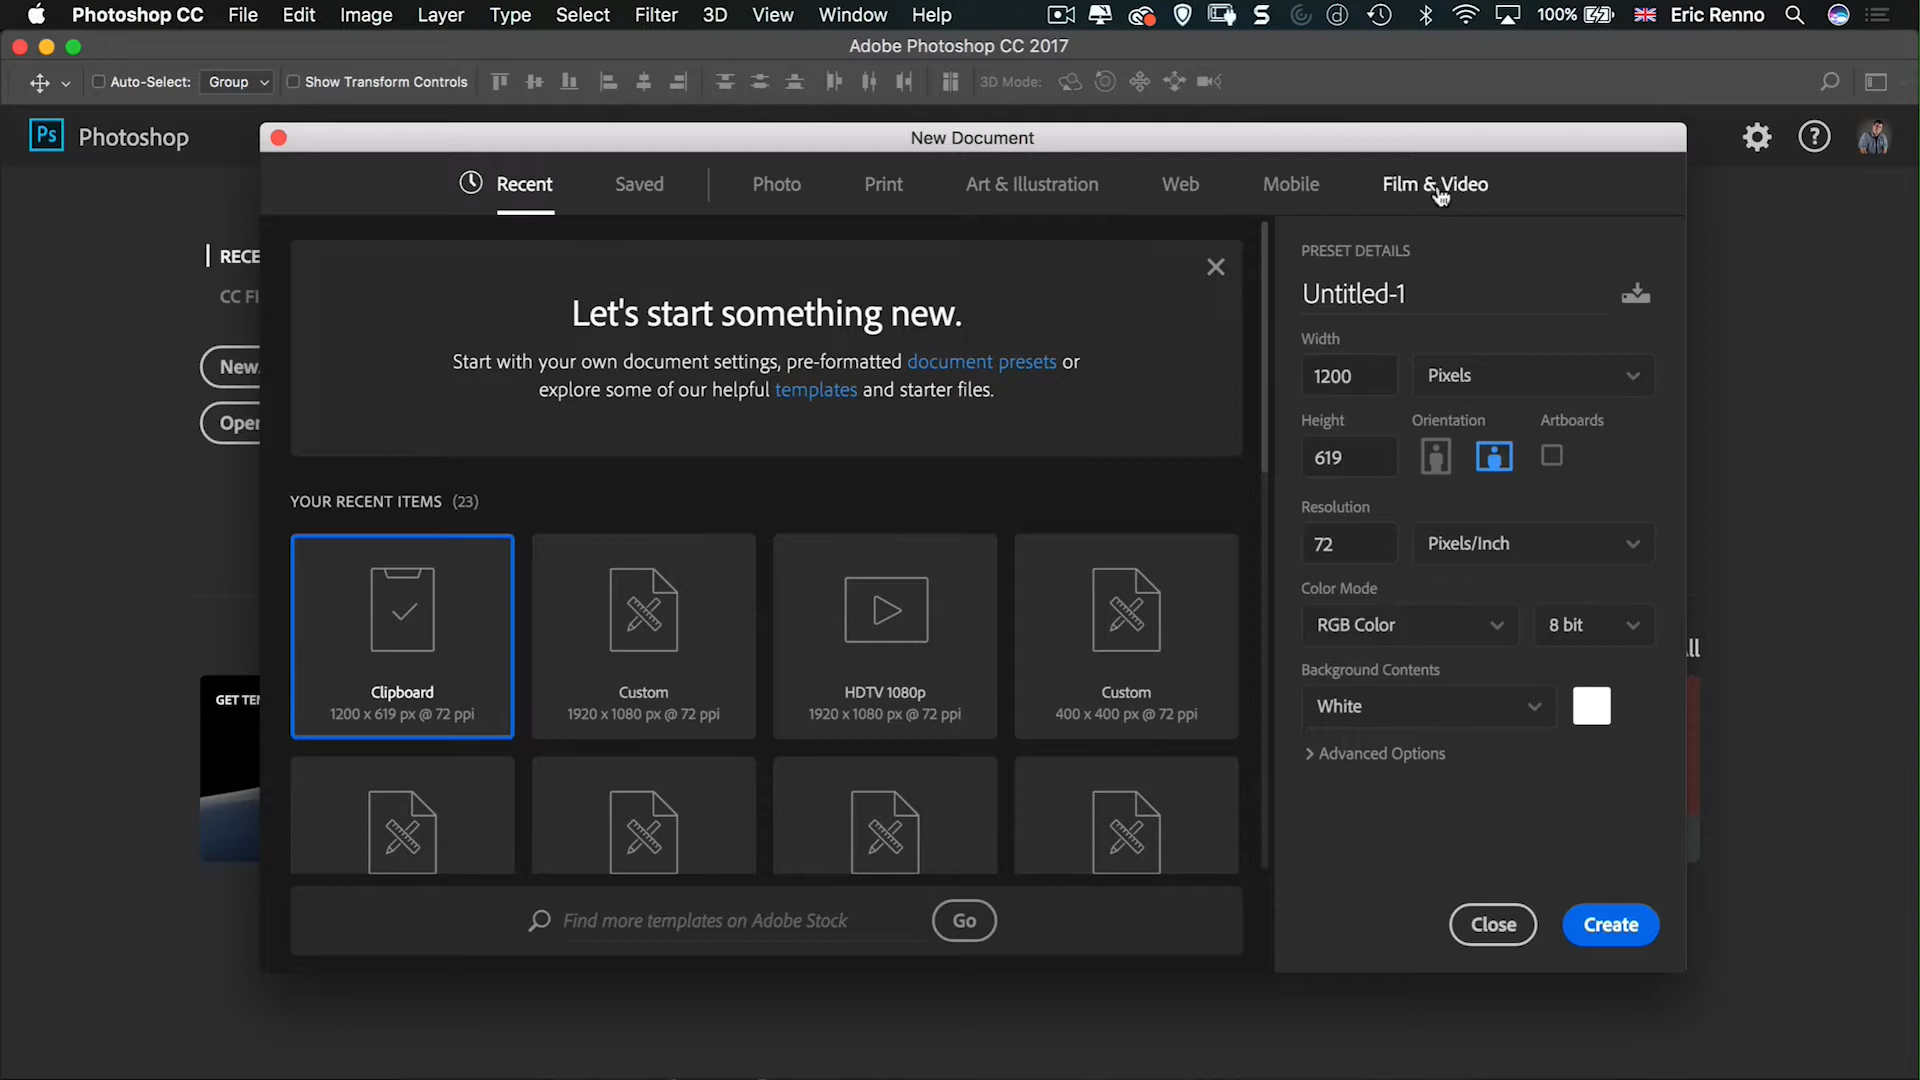 Photoshop CC File Edit Image Layer Type Select Filter 3D View Window Help 100% Eric Renno
Adobe Photoshop CC 2017
Auto-Select: Group Show Transform Controls 3D Mode:
Ps Photoshop
New Document
Recent Saved Photo Print Art & Illustration Web Mobile Film & Video
RECE
CC FI
New.
Oper
GET TEM
ll
Let's start something new.
Start with your own document settings, pre-formatted document presets or
explore some of our helpful templates and starter files.
YOUR RECENT ITEMS (23)
Clipboard
1200 x 619 px @ 72 ppi
Custom
1920 x 1080 px @ 72 ppi
HDTV 1080p
1920 x 1080 px @ 72 ppi
Custom
400 x 400 px @ 72 ppi
Find more templates on Adobe Stock Go
PRESET DETAILS
Untitled-1
Width
1200 Pixels
Height Orientation Artboards
619
Resolution
72 Pixels/Inch
Color Mode
RGB Color 8 bit
Background Contents
White
Advanced Options
Close Create